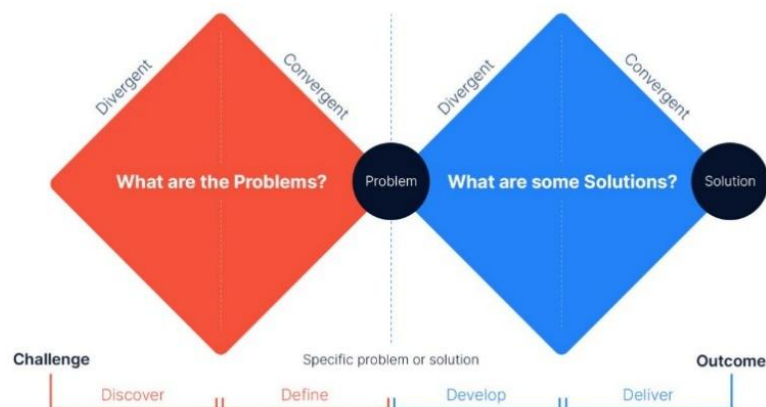 Divergent
Convergent
Divergent
Convergent
What are the Problems?
Problem
What are some Solutions?
Solution
Challenge
Specific problem or solution
Outcome
Discover
Define
Develop
Deliver